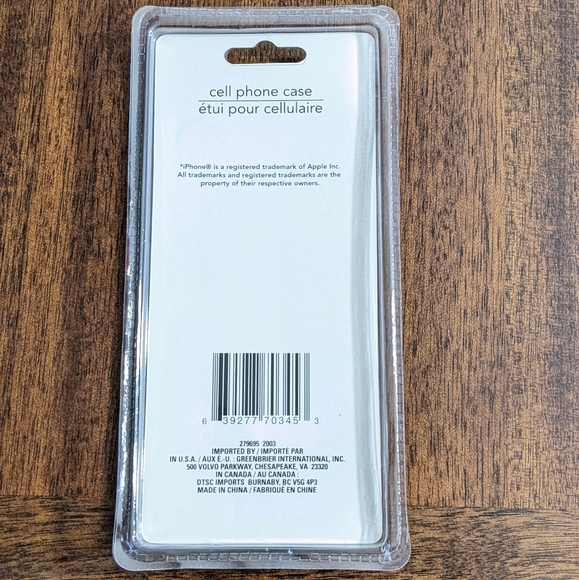 cell phone case
étui pour cellulaire
*iPhone® is a registered trademark of Apple Inc.
All trademarks and registered trademarks are the
property of their respective owners.
6 39277 70345 3
279695 2003
IMPORTED BY / IMPORTÉ PAR
IN U.S.A. / AUX É.-U. : GREENBRIER INTERNATIONAL, INC.
500 VOLVO PARKWAY, CHESAPEAKE, VA 23320
IN CANADA / AU CANADA :
DTSC IMPORTS BURNABY, BC V5G 4P3
MADE IN CHINA / FABRIQUÉ EN CHINE